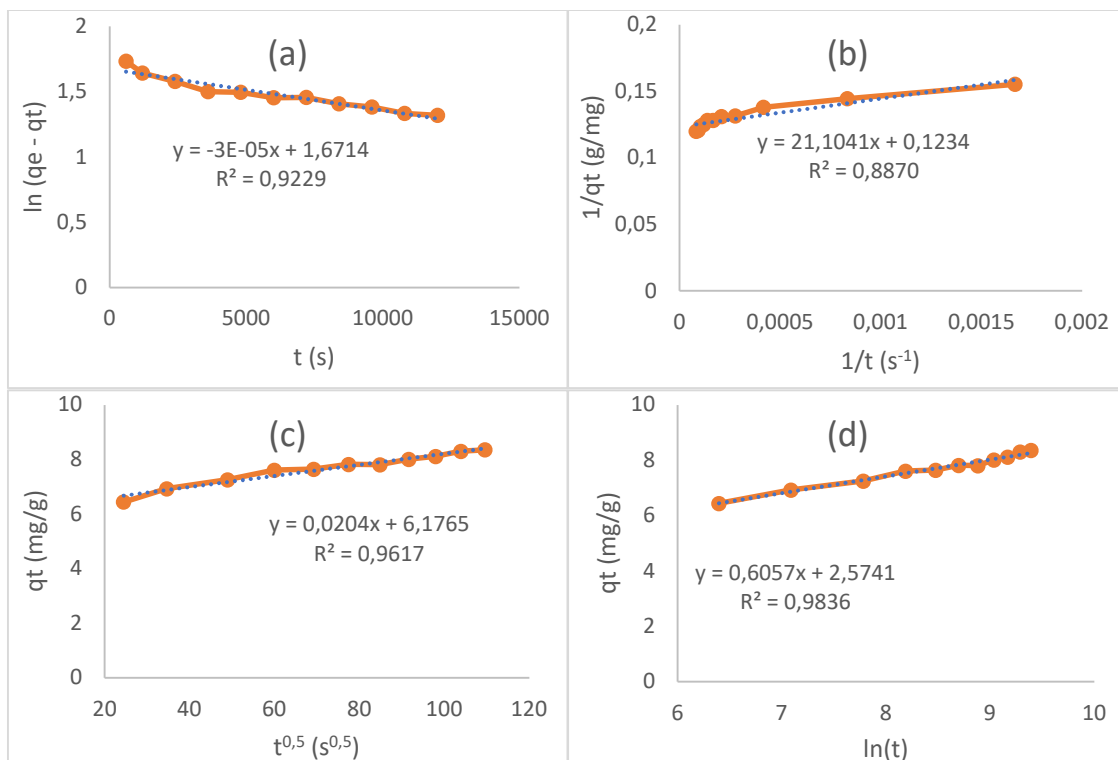 (a)
ln (qe - qt)
2
1,5
1
0,5
0
y = -3E-05x + 1,6714
R² = 0,9229
0 5000 10000 15000
t (s)
(b)
1/qt (g/mg)
0,2
0,15
0,1
0,05
0
y = 21,1041x + 0,1234
R² = 0,8870
0 0,0005 0,001 0,0015 0,002
1/t (s⁻¹)
(c)
qt (mg/g)
10
8
6
4
2
0
y = 0,0204x + 6,1765
R² = 0,9617
20 40 60 80 100 120
t⁰,⁵ (s⁰,⁵)
(d)
qt (mg/g)
10
8
6
4
2
0
y = 0,6057x + 2,5741
R² = 0,9836
6 7 8 9 10
ln(t)